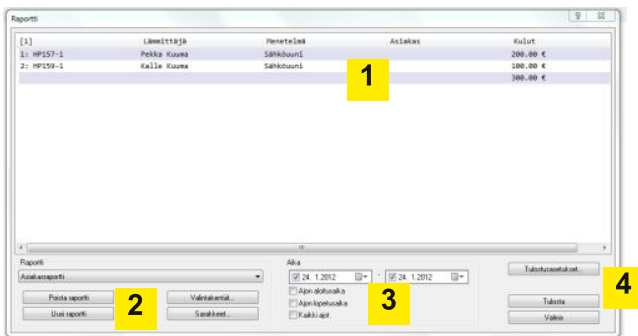 Raportti
[1] Lämmittäjä Menetelmä Asiakas Kulut
1: HP157-1 Pekka Kuuma Sähköuuni 200.00 €
2: HP159-1 Kalle Kuuma Sähköuuni 100.00 €
300.00 €
1
Raportti
Asiakasraportti
Poista raportti
Valintakentät...
Uusi raportti
Sarakkeet...
2
Aika
24. 1.2012 - 24. 1.2012
Ajon aloitusaika
Ajon lopetusaika
Kaikki ajot
3
Tulostusasetukset...
Tulosta
Valmis
4